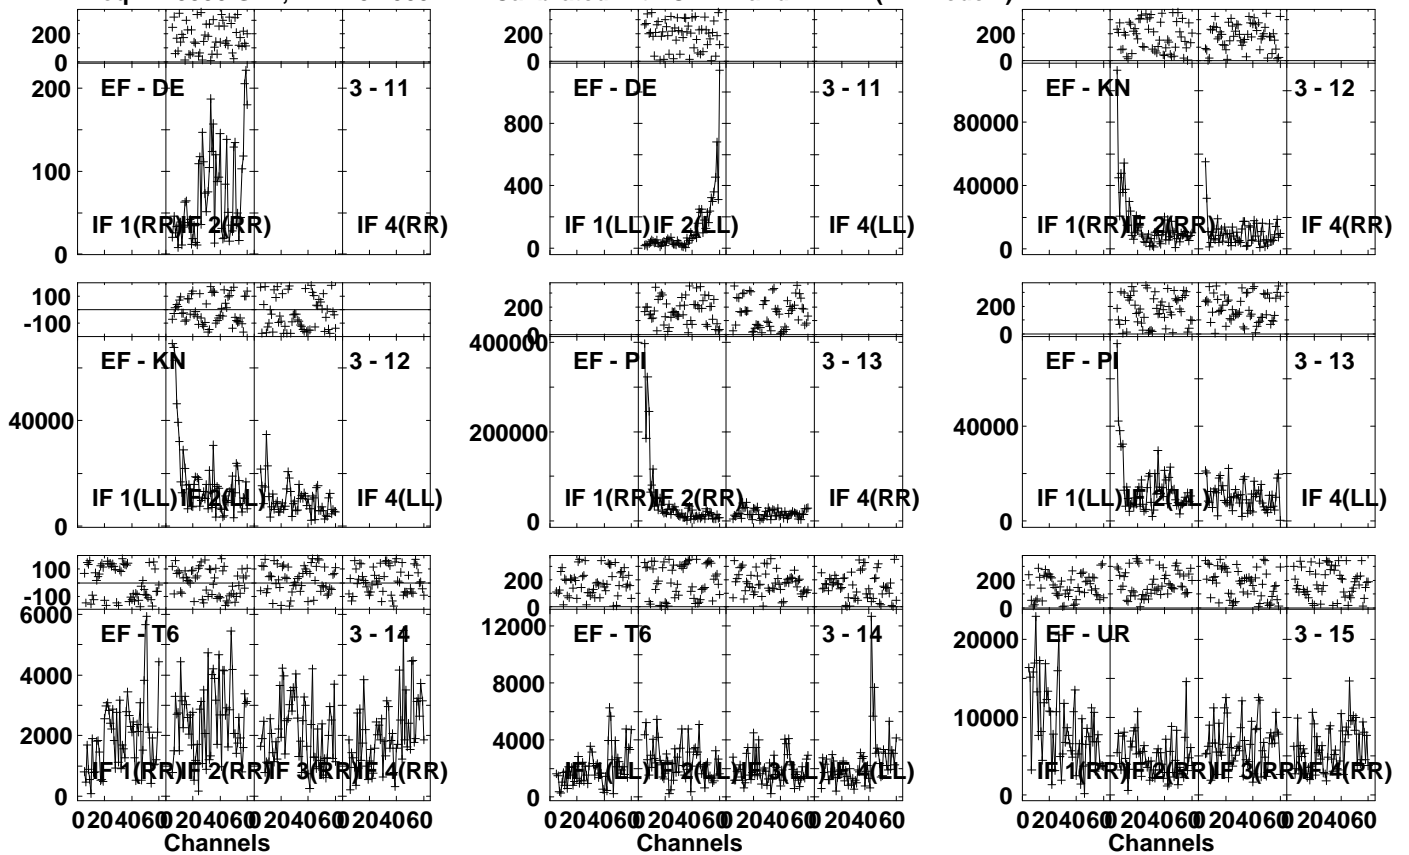 200
0
200
0
200
0
EF - DE 3 - 11
200
100
0
IF 1(RR) IF 2(RR) IF 4(RR)
EF - DE 3 - 11
800
400
0
IF 1(LL) IF 2(LL) IF 4(LL)
EF - KN 3 - 12
80000
40000
0
IF 1(RR) IF 2(RR) IF 4(RR)
100
-100
200
0
200
0
EF - KN 3 - 12
40000
0
IF 1(LL) IF 2(LL) IF 4(LL)
EF - PI 3 - 13
400000
200000
0
IF 1(RR) IF 2(RR) IF 4(RR)
EF - PI 3 - 13
40000
0
IF 1(LL) IF 2(LL) IF 4(LL)
100
-100
200
0
200
0
EF - T6 3 - 14
6000
4000
2000
0
IF 1(RR) IF 2(RR) IF 3(RR) IF 4(RR)
0 20 40 60 0 20 40 60 0 20 40 60 0 20 40 60
Channels
EF - T6 3 - 14
12000
8000
4000
0
IF 1(LL) IF 2(LL) IF 3(LL) IF 4(LL)
0 20 40 60 0 20 40 60 0 20 40 60 0 20 40 60
Channels
EF - UR 3 - 15
20000
10000
0
IF 1(RR) IF 2(RR) IF 3(RR) IF 4(RR)
0 20 40 60 0 20 40 60 0 20 40 60 0 20 40 60
Channels